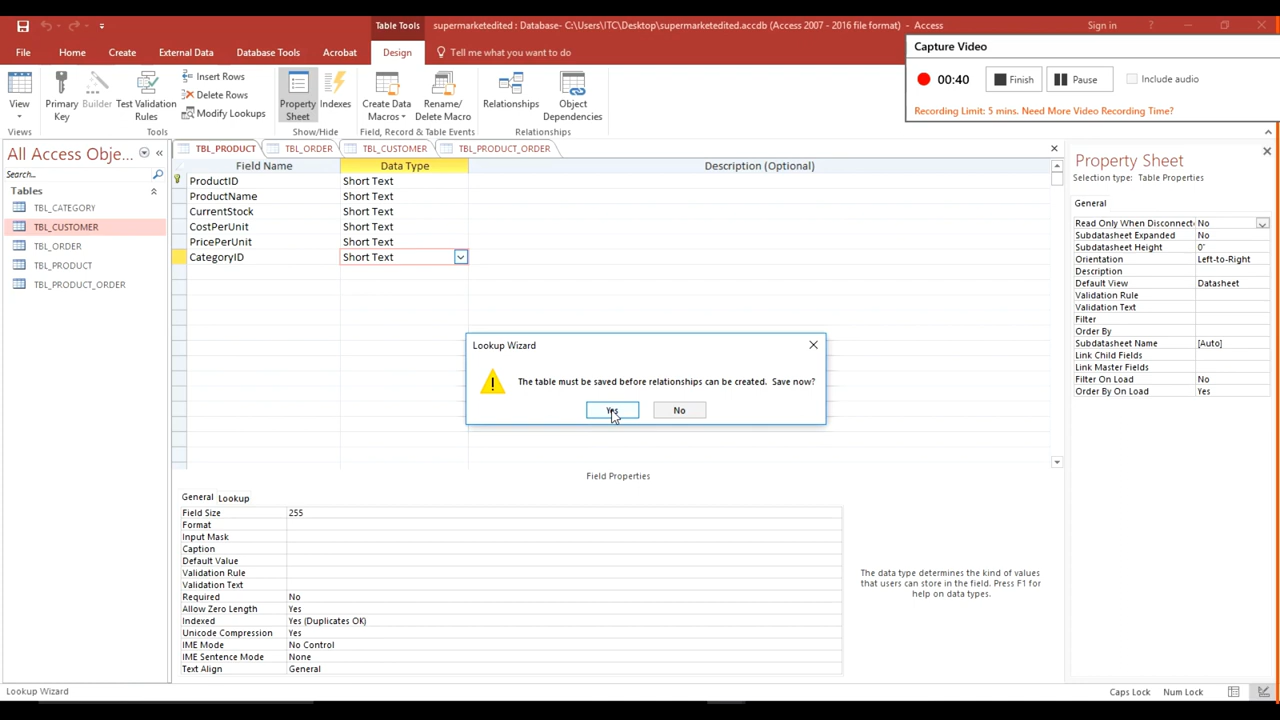 Table Tools
supermarketedited : Database- C:\Users\ITC\Desktop\supermarketedited.accdb (Access 2007 - 2016 file format) - Access
Sign in
?
File
Home
Create
External Data
Database Tools
Acrobat
Design
Tell me what you want to do
Capture Video
00:40
Finish
Pause
Include audio
Recording Limit: 5 mins. Need More Video Recording Time?
View
Primary Key
Builder
Test Validation Rules
Insert Rows
Delete Rows
Modify Lookups
Property Sheet
Indexes
Create Data Macros
Rename/ Delete Macro
Relationships
Object Dependencies
Views
Tools
Show/Hide
Field, Record & Table Events
Relationships
All Access Obje...
Search...
Tables
TBL_CATEGORY
TBL_CUSTOMER
TBL_ORDER
TBL_PRODUCT
TBL_PRODUCT_ORDER
TBL_PRODUCT
TBL_ORDER
TBL_CUSTOMER
TBL_PRODUCT_ORDER
Field Name Data Type Description (Optional)
ProductID Short Text
ProductName Short Text
CurrentStock Short Text
CostPerUnit Short Text
PricePerUnit Short Text
CategoryID Short Text
Lookup Wizard
The table must be saved before relationships can be created. Save now?
Yes
No
Field Properties
General Lookup
Field Size 255
Format
Input Mask
Caption
Default Value
Validation Rule
Validation Text
Required No
Allow Zero Length Yes
Indexed Yes (Duplicates OK)
Unicode Compression Yes
IME Mode No Control
IME Sentence Mode None
Text Align General
The data type determines the kind of values
that users can store in the field. Press F1 for
help on data types.
Property Sheet
Selection type: Table Properties
General
Read Only When Disconnect- No
Subdatasheet Expanded No
Subdatasheet Height 0"
Orientation Left-to-Right
Description
Default View Datasheet
Validation Rule
Validation Text
Filter
Order By
Subdatasheet Name [Auto]
Link Child Fields
Link Master Fields
Filter On Load No
Order By On Load Yes
Lookup Wizard
Caps Lock
Num Lock